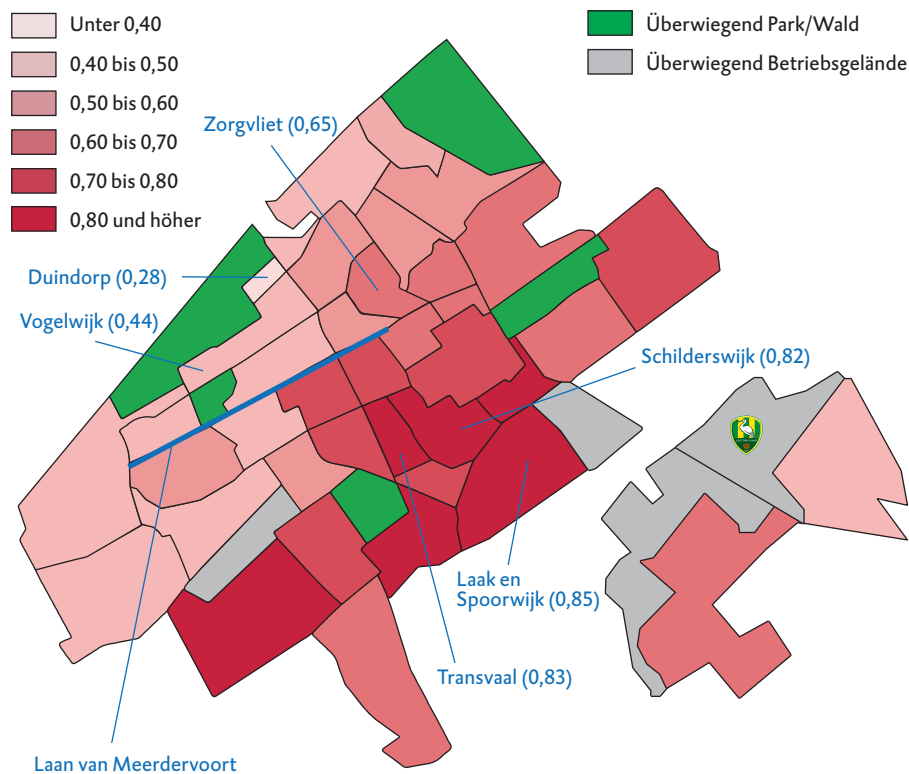 Unter 0,40
0,40 bis 0,50
0,50 bis 0,60
0,60 bis 0,70
0,70 bis 0,80
0,80 und höher
Überwiegend Park/Wald
Überwiegend Betriebsgelände
Zorgvliet (0,65)
Duindorp (0,28)
Vogelwijk (0,44)
Schilderswijk (0,82)
Laak en
Spoorwijk (0,85)
Transvaal (0,83)
Laan van Meerdervoort